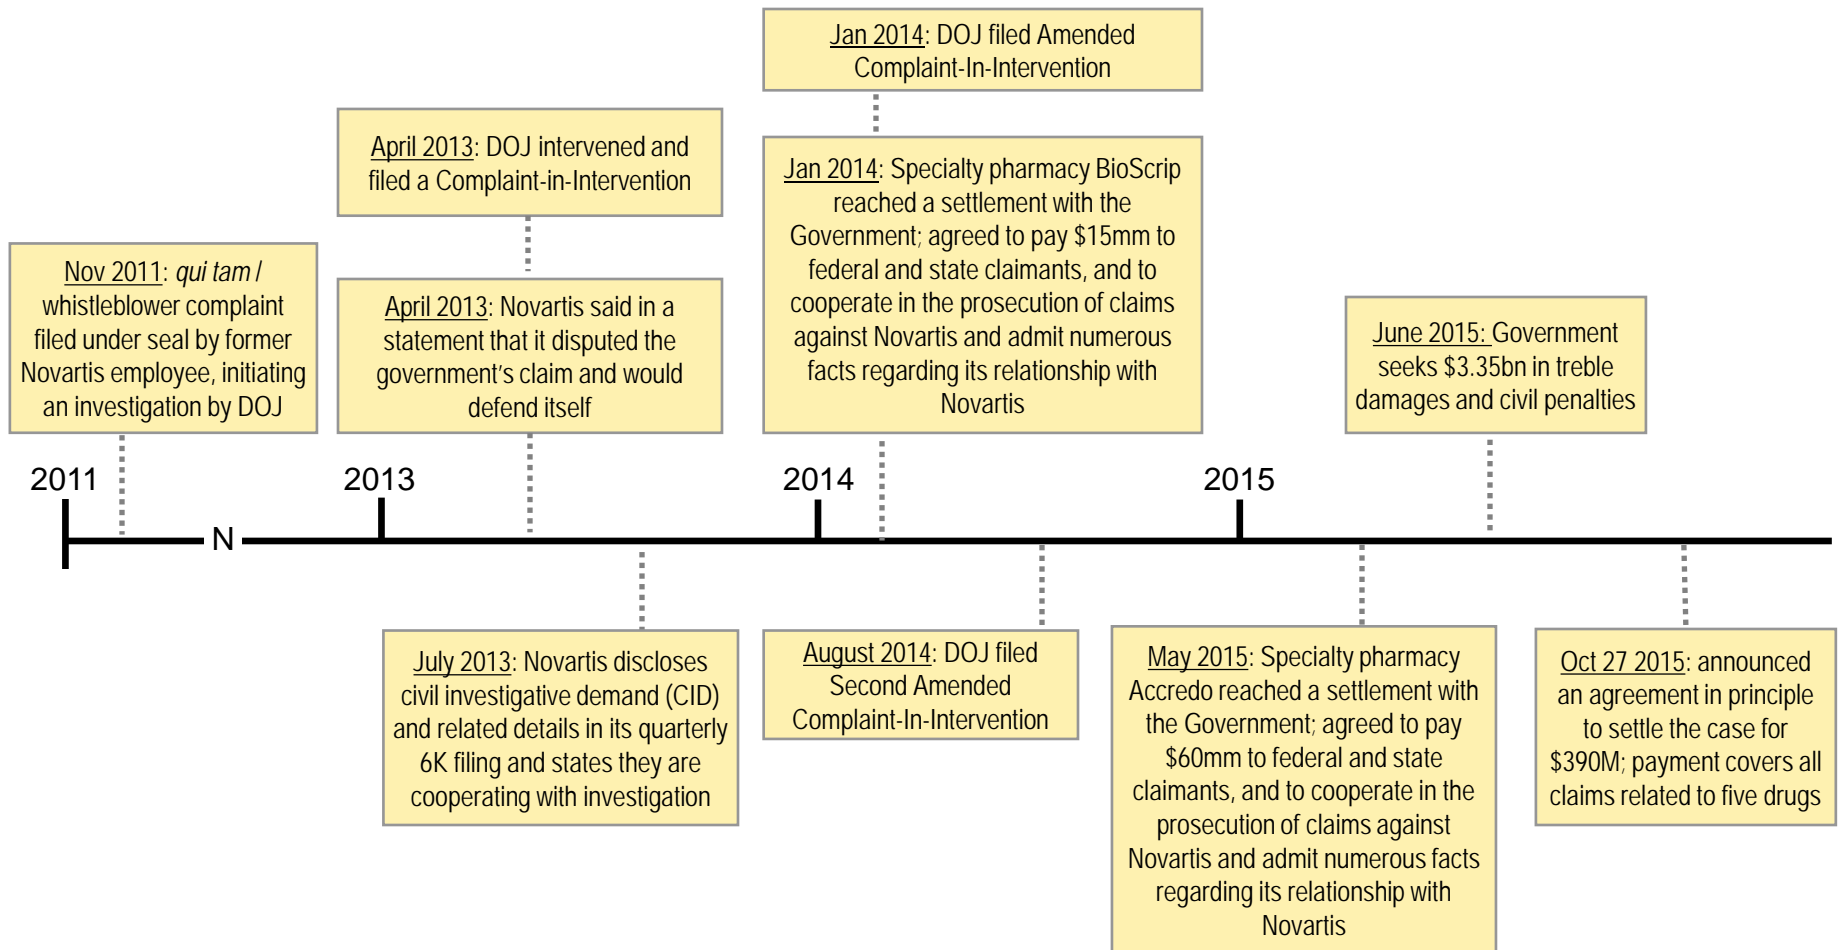 Jan 2014: DOJ filed Amended
Complaint-In-Intervention
April 2013: DOJ intervened and
filed a Complaint-in-Intervention
Jan 2014: Specialty pharmacy BioScrip
reached a settlement with the
Government; agreed to pay $15mm to
federal and state claimants, and to
cooperate in the prosecution of claims
against Novartis and admit numerous
facts regarding its relationship with
Novartis
Nov 2011: qui tam /
whistleblower complaint
filed under seal by former
Novartis employee, initiating
an investigation by DOJ
April 2013: Novartis said in a
statement that it disputed the
government's claim and would
defend itself
June 2015: Government
seeks $3.35bn in treble
damages and civil penalties
2011
2013
2014
2015
N
July 2013: Novartis discloses
civil investigative demand (CID)
and related details in its quarterly
6K filing and states they are
cooperating with investigation
August 2014: DOJ filed
Second Amended
Complaint-In-Intervention
May 2015: Specialty pharmacy
Accredo reached a settlement with
the Government; agreed to pay
$60mm to federal and state
claimants, and to cooperate in the
prosecution of claims against
Novartis and admit numerous facts
regarding its relationship with
Novartis
Oct 27 2015: announced
an agreement in principle
to settle the case for
$390M; payment covers all
claims related to five drugs